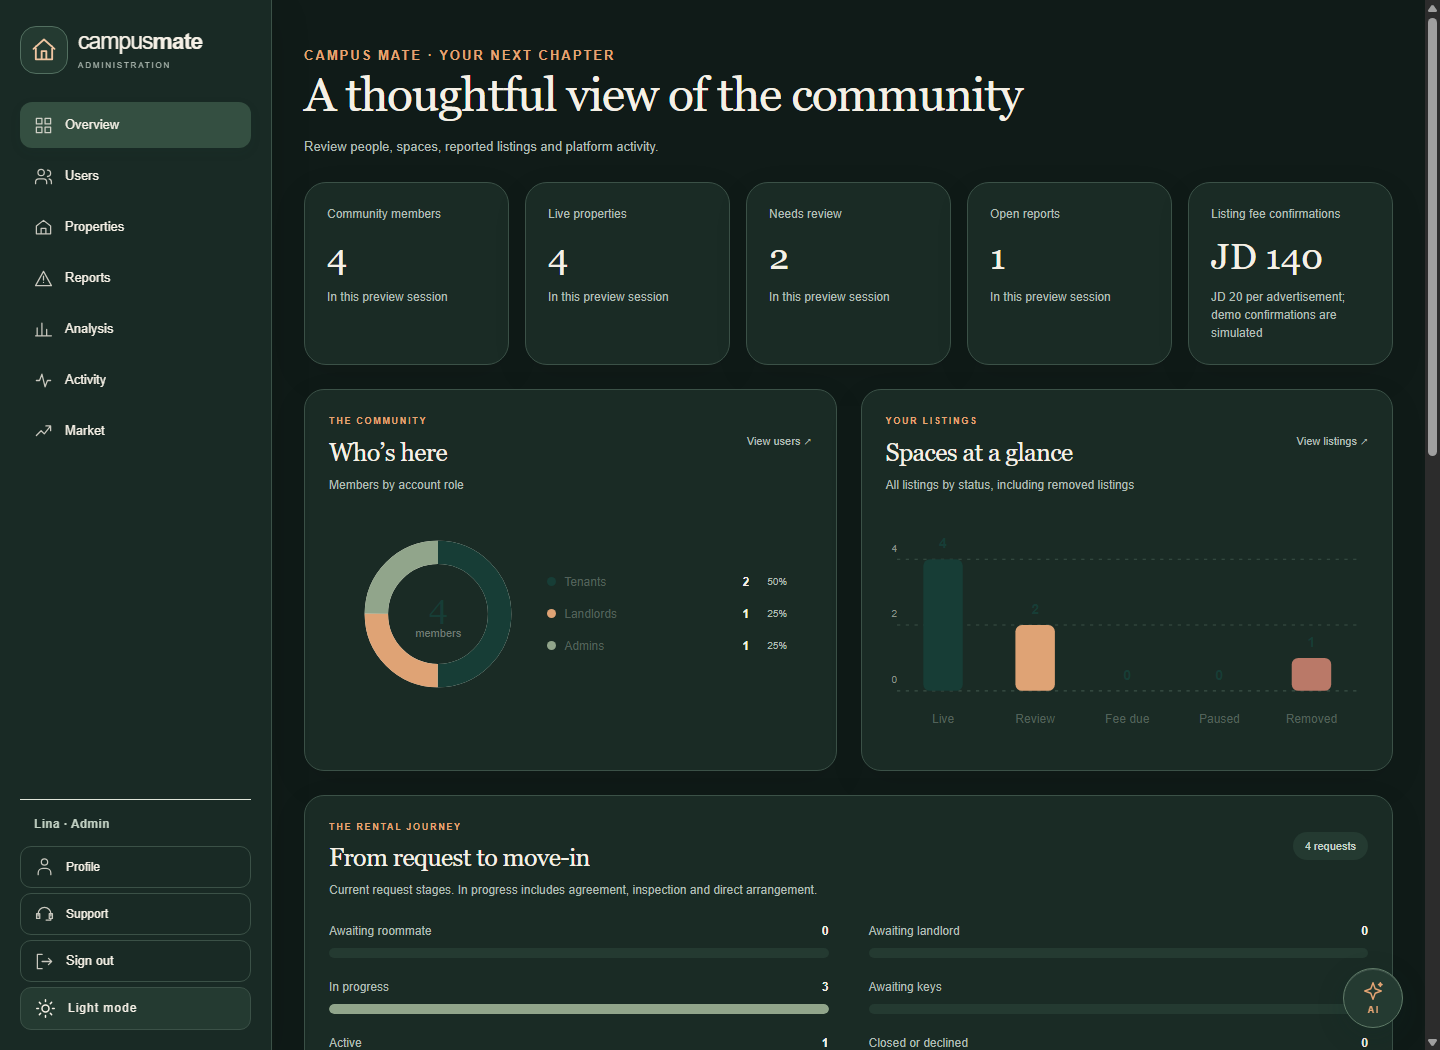 campusmate
ADMINISTRATION
Overview
Users
Properties
Reports
Analysis
Activity
Market
Lina · Admin
Profile
Support
Sign out
Light mode
CAMPUS MATE · YOUR NEXT CHAPTER
A thoughtful view of the community
Review people, spaces, reported listings and platform activity.
Community members
4
In this preview session
Live properties
4
In this preview session
Needs review
2
In this preview session
Open reports
1
In this preview session
Listing fee confirmations
JD 140
JD 20 per advertisement;
demo confirmations are
simulated
THE COMMUNITY
Who’s here
Members by account role
View users ↗
4
members
Tenants 2 50%
Landlords 1 25%
Admins 1 25%
YOUR LISTINGS
Spaces at a glance
All listings by status, including removed listings
View listings ↗
4
2
0
4
2
0
0
1
Live Review Fee due Paused Removed
THE RENTAL JOURNEY
From request to move-in
Current request stages. In progress includes agreement, inspection and direct arrangement.
4 requests
Awaiting roommate 0
Awaiting landlord 0
In progress 3
Awaiting keys
Active 1
Closed or declined 0
AI